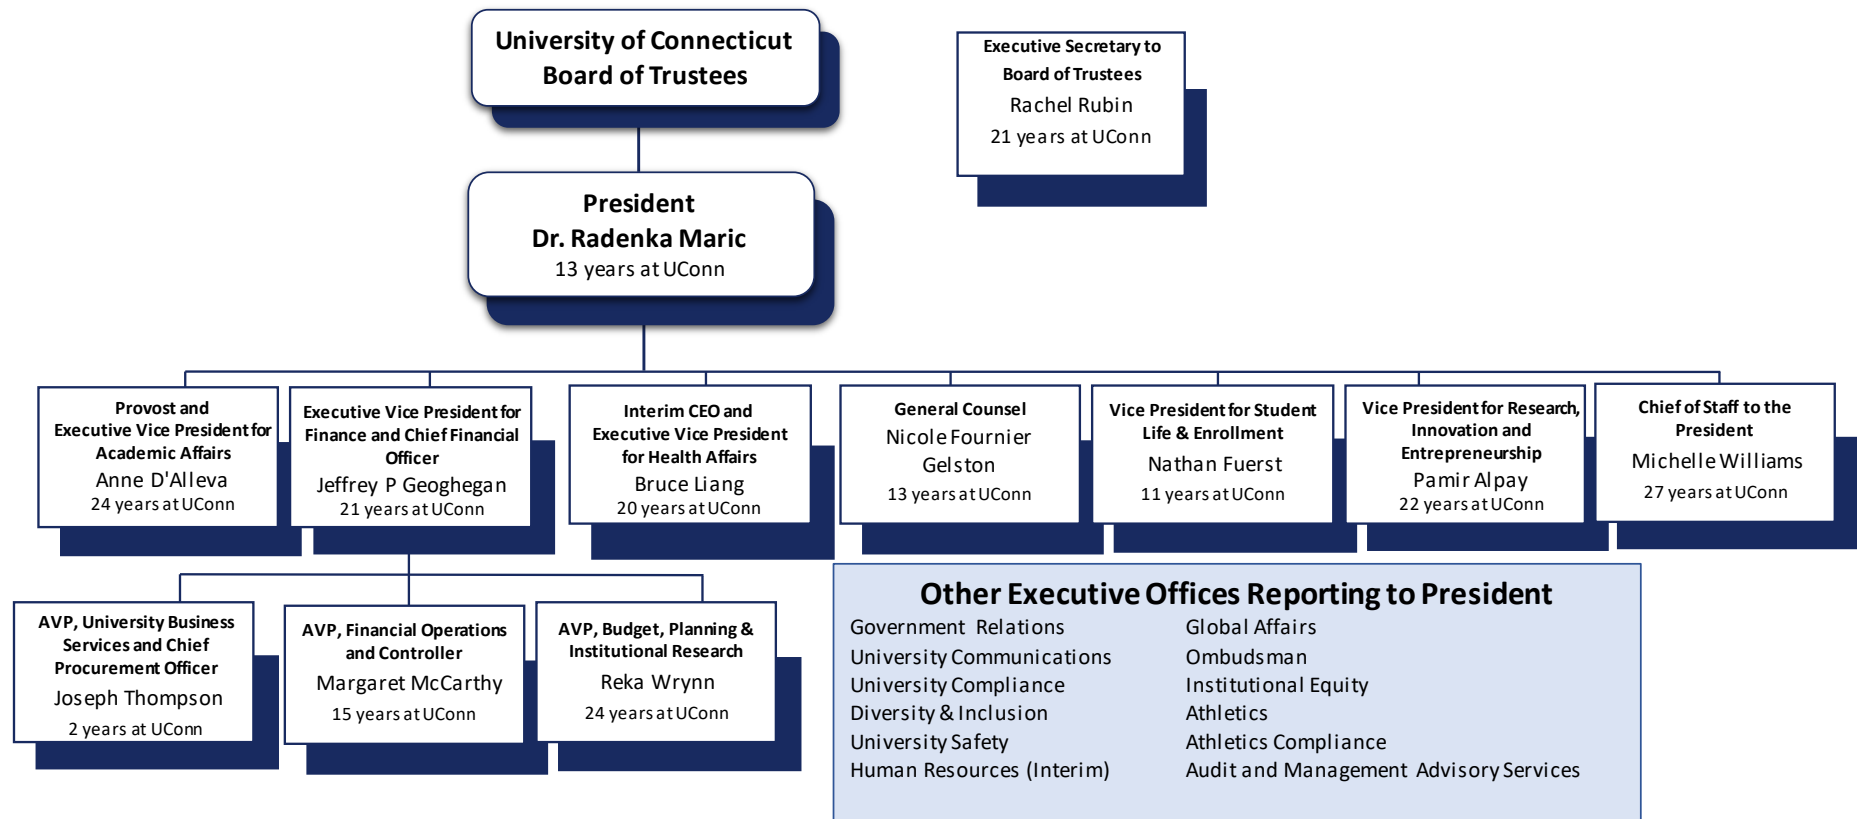 University of Connecticut
Board of Trustees
Executive Secretary to
Board of Trustees
Rachel Rubin
21 years at UConn
President
Dr. Radenka Maric
13 years at UConn
Provost and
Executive Vice President for
Academic Affairs
Anne D'Alleva
24 years at UConn
Executive Vice President for
Finance and Chief Financial
Officer
Jeffrey P Geoghegan
21 years at UConn
Interim CEO and
Executive Vice President
for Health Affairs
Bruce Liang
20 years at UConn
General Counsel
Nicole Fournier
Gelston
13 years at UConn
Vice President for Student
Life & Enrollment
Nathan Fuerst
11 years at UConn
Vice President for Research,
Innovation and
Entrepreneurship
Pamir Alpay
22 years at UConn
Chief of Staff to the
President
Michelle Williams
27 years at UConn
AVP, University Business
Services and Chief
Procurement Officer
Joseph Thompson
2 years at UConn
AVP, Financial Operations
and Controller
Margaret McCarthy
15 years at UConn
AVP, Budget, Planning &
Institutional Research
Reka Wrynn
24 years at UConn
Other Executive Offices Reporting to President
Government Relations
University Communications
University Compliance
Diversity & Inclusion
University Safety
Human Resources (Interim)
Global Affairs
Ombudsman
Institutional Equity
Athletics
Athletics Compliance
Audit and Management Advisory Services